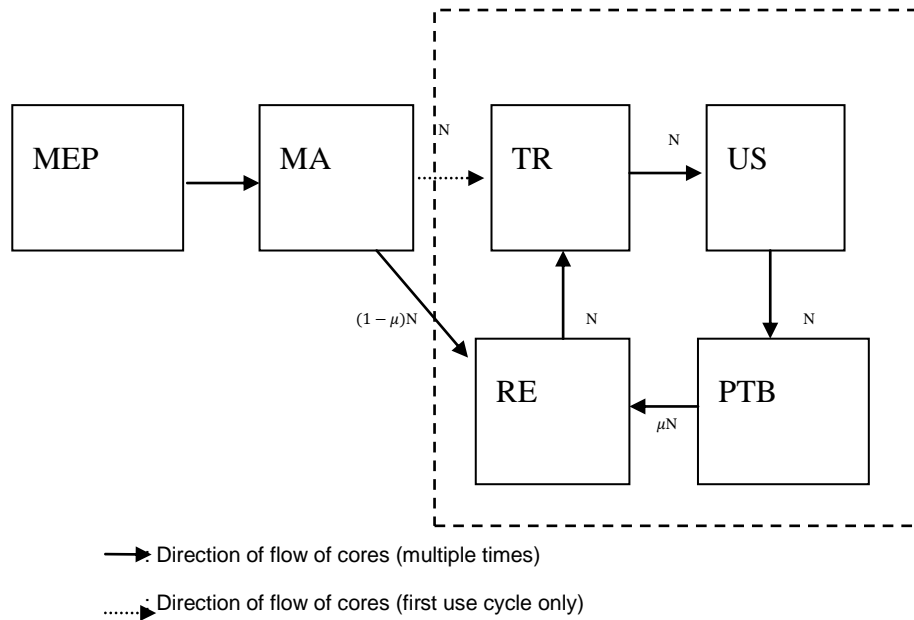 MEP
MA
N
TR
N
US
(1 − μ)N
N
N
RE
μN
PTB
: Direction of flow of cores (multiple times)
: Direction of flow of cores (first use cycle only)